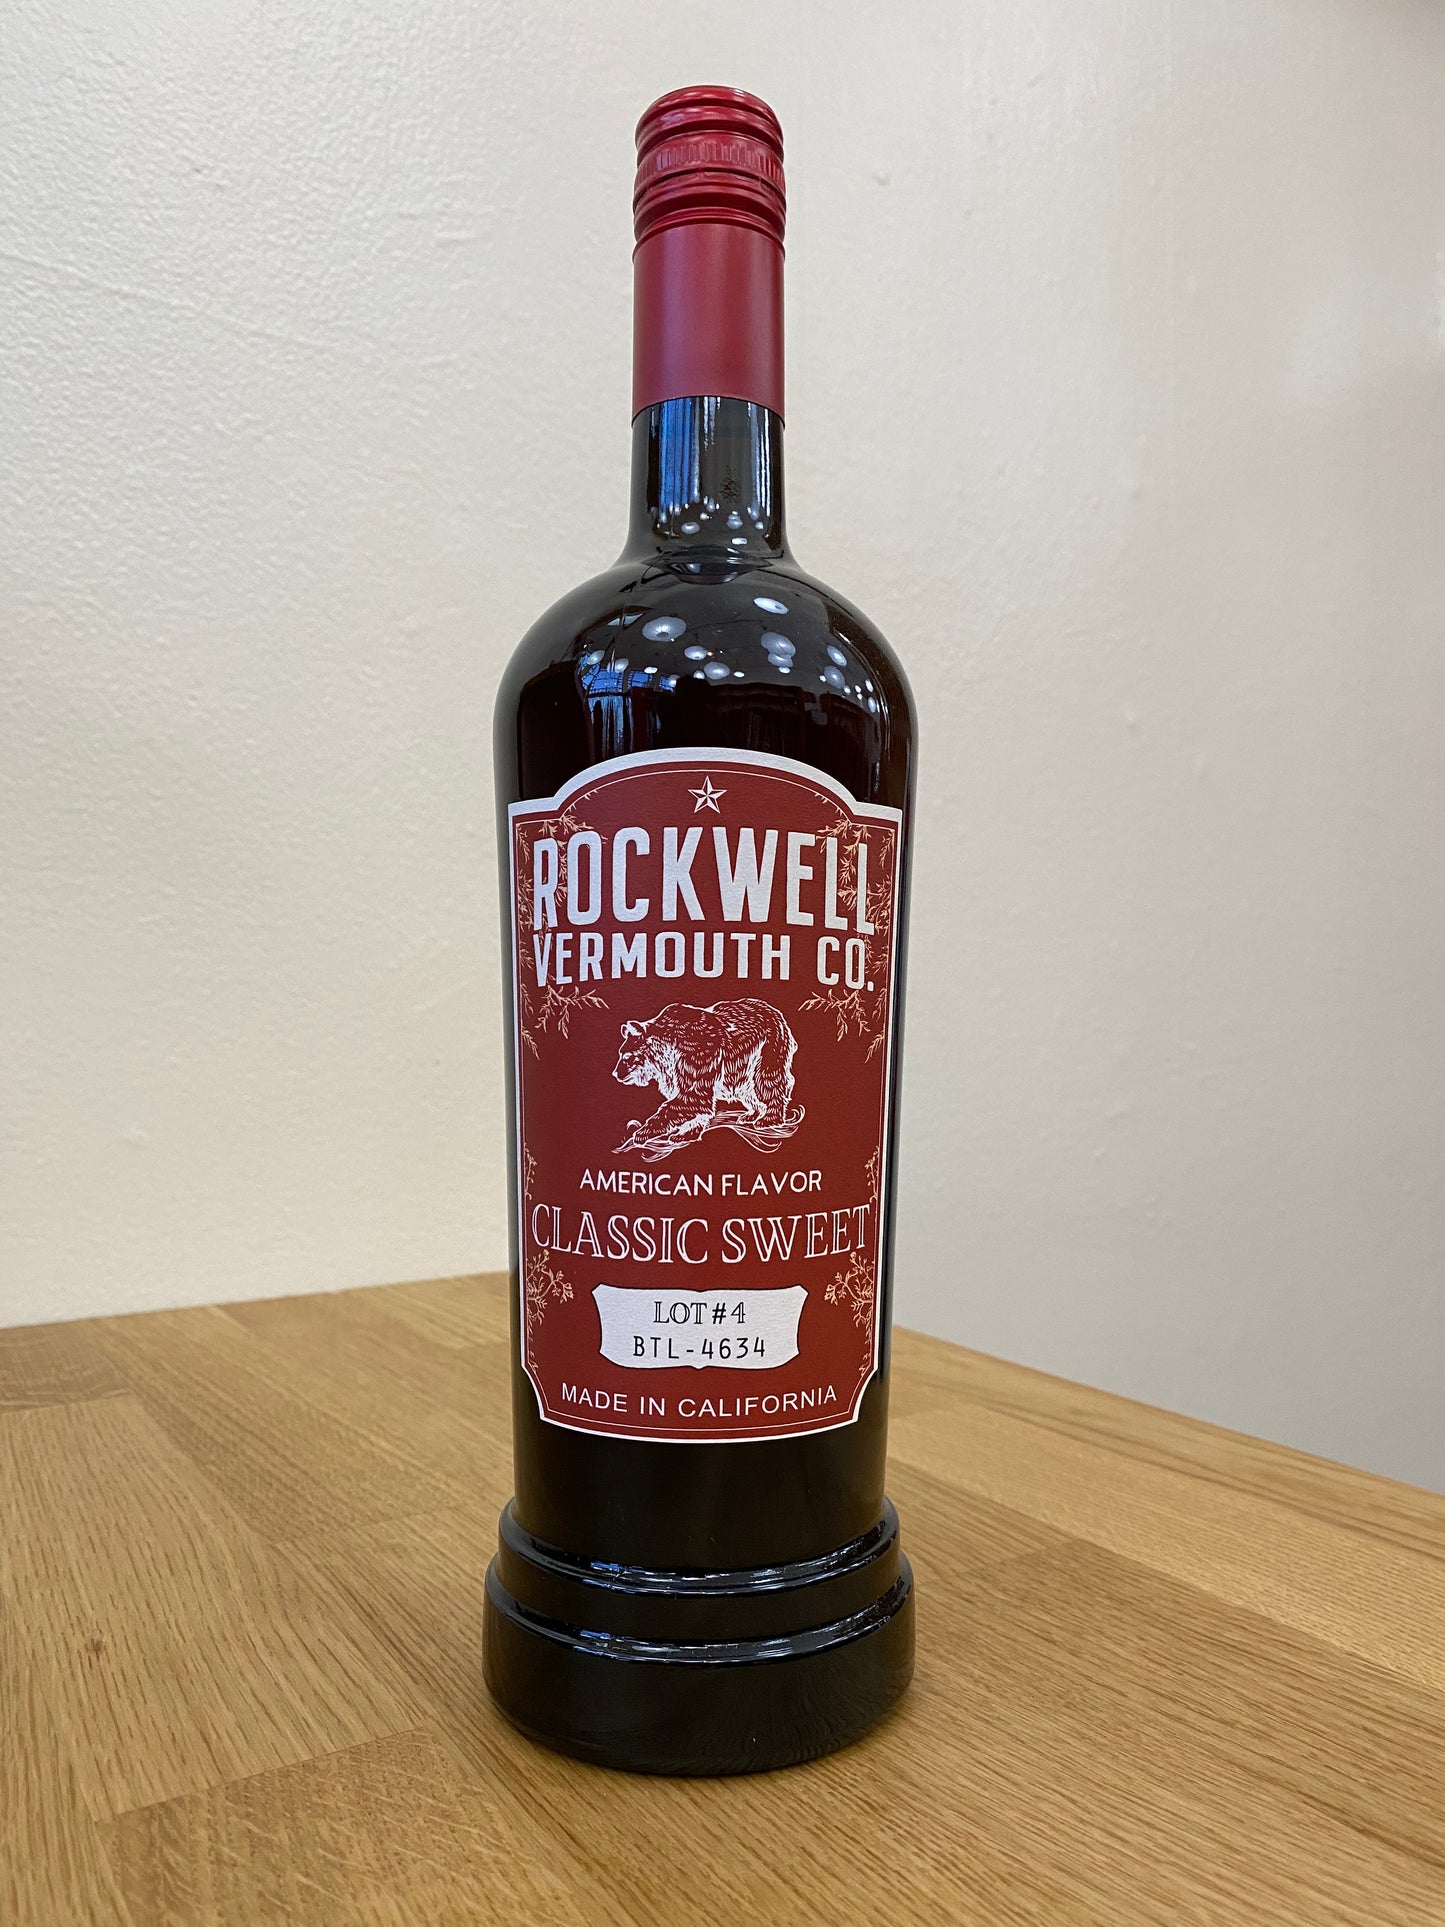 ROCKWELL
VERMOUTH CO.
AMERICAN FLAVOR
CLASSIC SWEET
LOT #4
BTL-4634
MADE IN CALIFORNIA